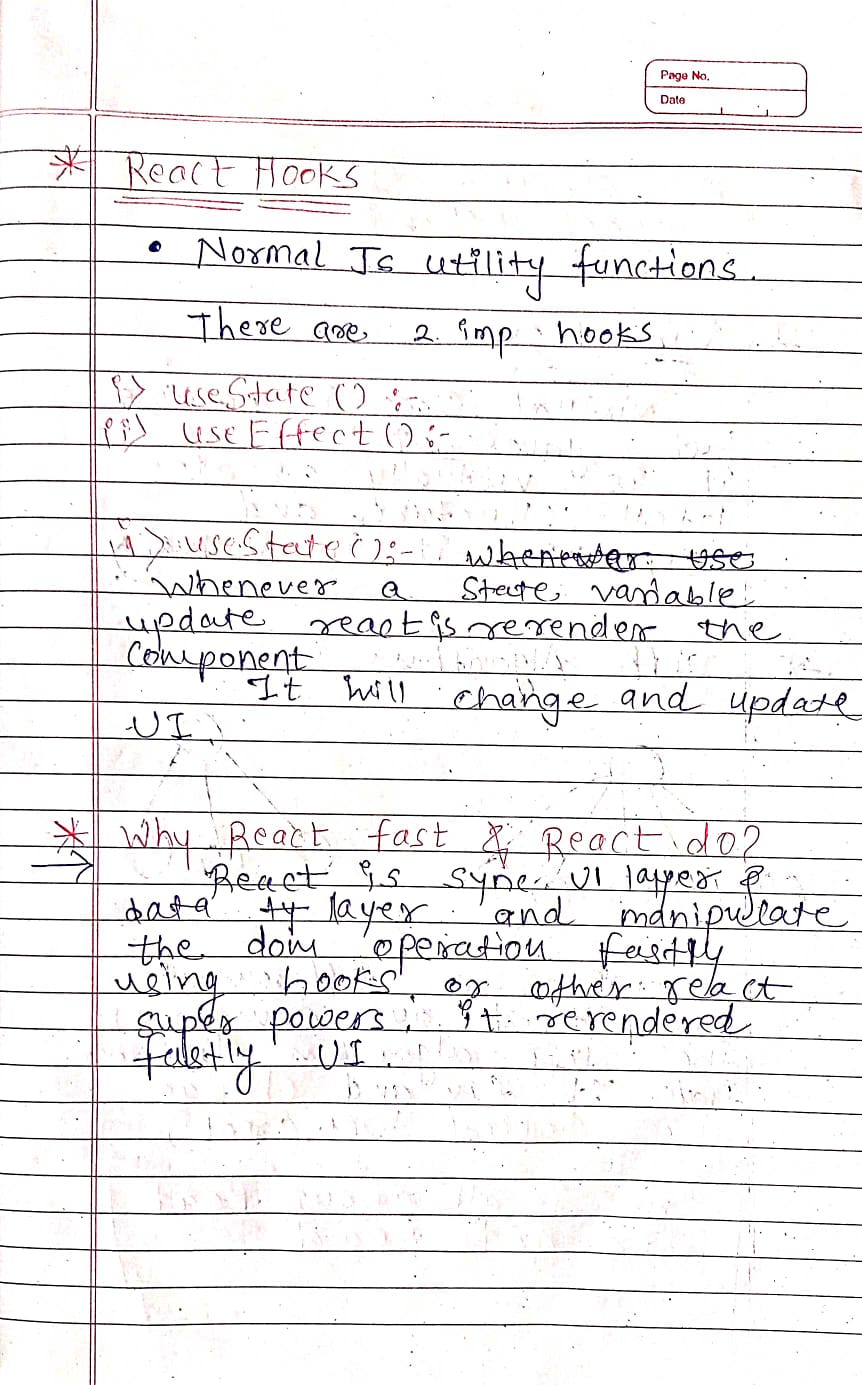 Page No.
Date
* React Hooks
• Normal Js utility functions.
There are 2 imp hooks
i) useState () :-
ii) useEffect () :-
i) useState () :- whenever use
Whenever a State variable
update react is rerender the
Component
It will change and update
UI.
* Why React fast & React do?
→ React is sync UI layer &
data layer and manipulate
the dom operation fastly
using hooks or other react
super powers. it rerendered
fastly UI.